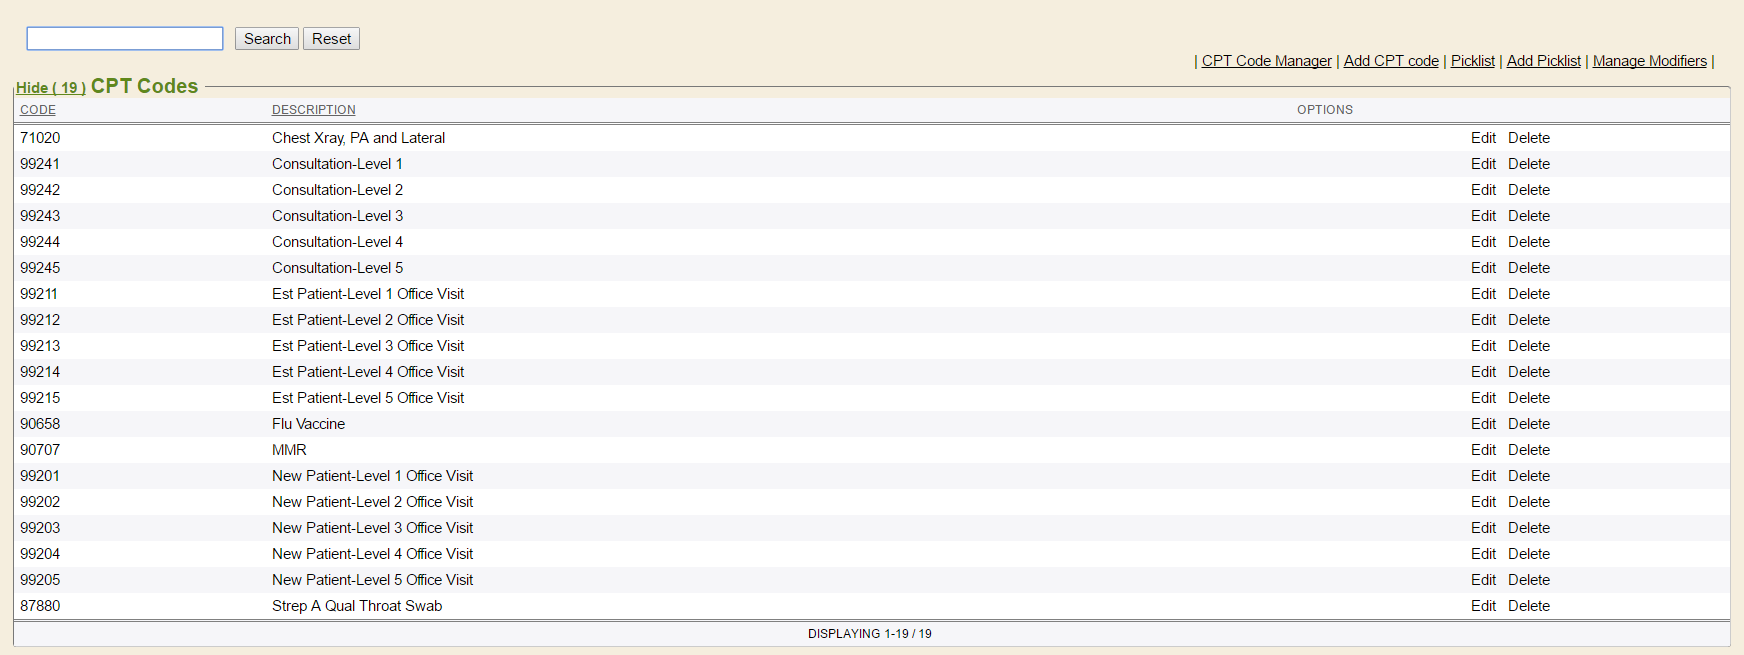 Search Reset
| CPT Code Manager | Add CPT code | Picklist | Add Picklist | Manage Modifiers |
Hide ( 19 ) CPT Codes
CODE DESCRIPTION OPTIONS
71020 Chest Xray, PA and Lateral Edit Delete
99241 Consultation-Level 1 Edit Delete
99242 Consultation-Level 2 Edit Delete
99243 Consultation-Level 3 Edit Delete
99244 Consultation-Level 4 Edit Delete
99245 Consultation-Level 5 Edit Delete
99211 Est Patient-Level 1 Office Visit Edit Delete
99212 Est Patient-Level 2 Office Visit Edit Delete
99213 Est Patient-Level 3 Office Visit Edit Delete
99214 Est Patient-Level 4 Office Visit Edit Delete
99215 Est Patient-Level 5 Office Visit Edit Delete
90658 Flu Vaccine Edit Delete
90707 MMR Edit Delete
99201 New Patient-Level 1 Office Visit Edit Delete
99202 New Patient-Level 2 Office Visit Edit Delete
99203 New Patient-Level 3 Office Visit Edit Delete
99204 New Patient-Level 4 Office Visit Edit Delete
99205 New Patient-Level 5 Office Visit Edit Delete
87880 Strep A Qual Throat Swab Edit Delete
DISPLAYING 1-19 / 19